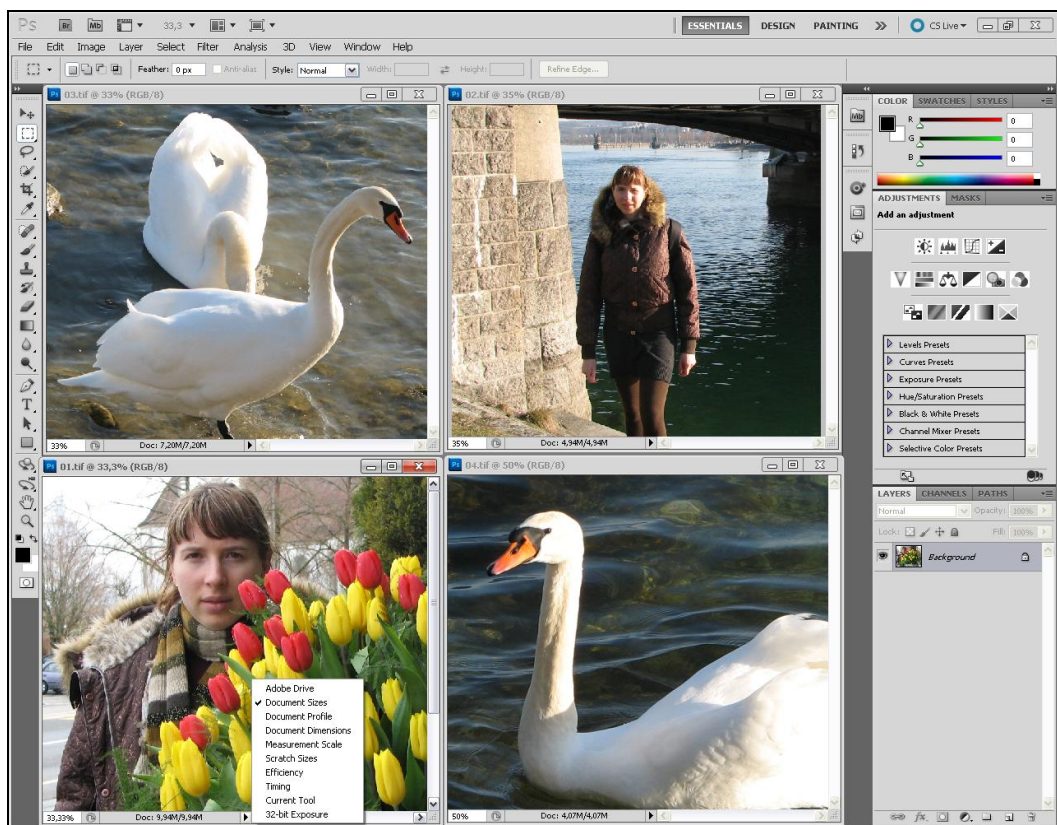 Ps Br Mb 33,3 ESSENTIALS DESIGN PAINTING CS Live
File Edit Image Layer Select Filter Analysis 3D View Window Help
Feather: 0 px Anti-alias Style: Normal Width: Height: Refine Edge...
Ps 03.tif @ 33% (RGB/8)
33% Doc: 7,20M/7,20M
Ps 02.tif @ 35% (RGB/8)
35% Doc: 4,94M/4,94M
Ps 01.tif @ 33,3% (RGB/8)
Adobe Drive
Document Sizes
Document Profile
Document Dimensions
Measurement Scale
Scratch Sizes
Efficiency
Timing
Current Tool
32-bit Exposure
33,33% Doc: 9,94M/9,94M
Ps 04.tif @ 50% (RGB/8)
50% Doc: 4,07M/4,07M
T
Mb
COLOR SWATCHES STYLES
R 0
G 0
B 0
ADJUSTMENTS MASKS
Add an adjustment
Levels Presets
Curves Presets
Exposure Presets
Hue/Saturation Presets
Black & White Presets
Channel Mixer Presets
Selective Color Presets
LAYERS CHANNELS PATHS
Normal Opacity: 100%
Lock: Fill: 100%
Background
fx